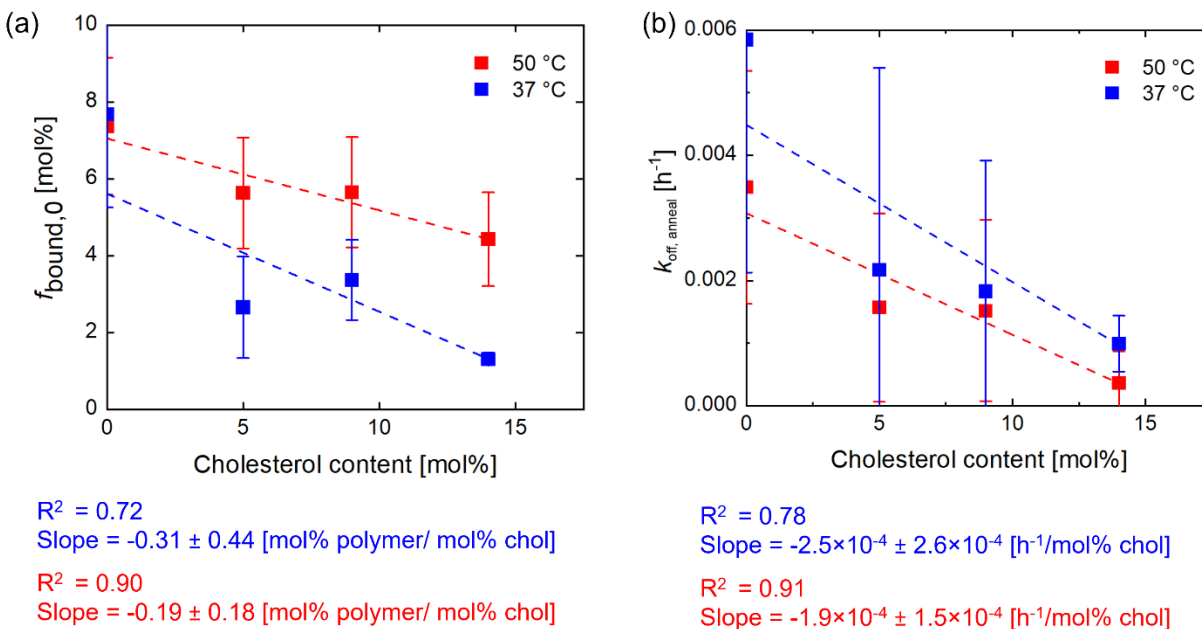 (a)
10
8
6
4
2
0
f bound,0 [mol%]
50 °C
37 °C
0 5 10 15
Cholesterol content [mol%]
R² = 0.72
Slope = -0.31 ± 0.44 [mol% polymer/ mol% chol]
R² = 0.90
Slope = -0.19 ± 0.18 [mol% polymer/ mol% chol]
(b)
0.006
0.004
0.002
0.000
k off, anneal [h⁻¹]
50 °C
37 °C
0 5 10 15
Cholesterol content [mol%]
R² = 0.78
Slope = -2.5×10⁻⁴ ± 2.6×10⁻⁴ [h⁻¹/mol% chol]
R² = 0.91
Slope = -1.9×10⁻⁴ ± 1.5×10⁻⁴ [h⁻¹/mol% chol]